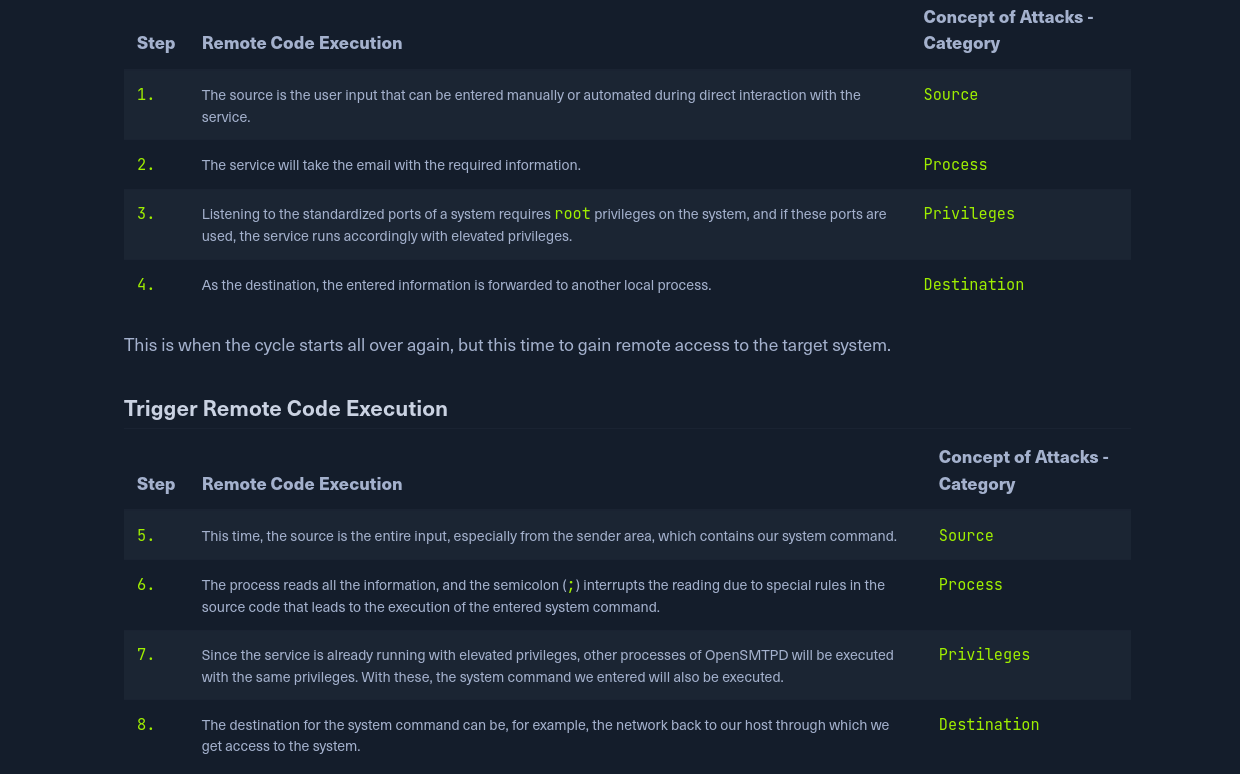 Concept of Attacks -
Step Remote Code Execution Category
1. The source is the user input that can be entered manually or automated during direct interaction with the Source
service.
2. The service will take the email with the required information. Process
3. Listening to the standardized ports of a system requires root privileges on the system, and if these ports are Privileges
used, the service runs accordingly with elevated privileges.
4. As the destination, the entered information is forwarded to another local process. Destination
This is when the cycle starts all over again, but this time to gain remote access to the target system.
Trigger Remote Code Execution
Concept of Attacks -
Step Remote Code Execution Category
5. This time, the source is the entire input, especially from the sender area, which contains our system command. Source
6. The process reads all the information, and the semicolon (;) interrupts the reading due to special rules in the Process
source code that leads to the execution of the entered system command.
7. Since the service is already running with elevated privileges, other processes of OpenSMTPD will be executed Privileges
with the same privileges. With these, the system command we entered will also be executed.
8. The destination for the system command can be, for example, the network back to our host through which we Destination
get access to the system.